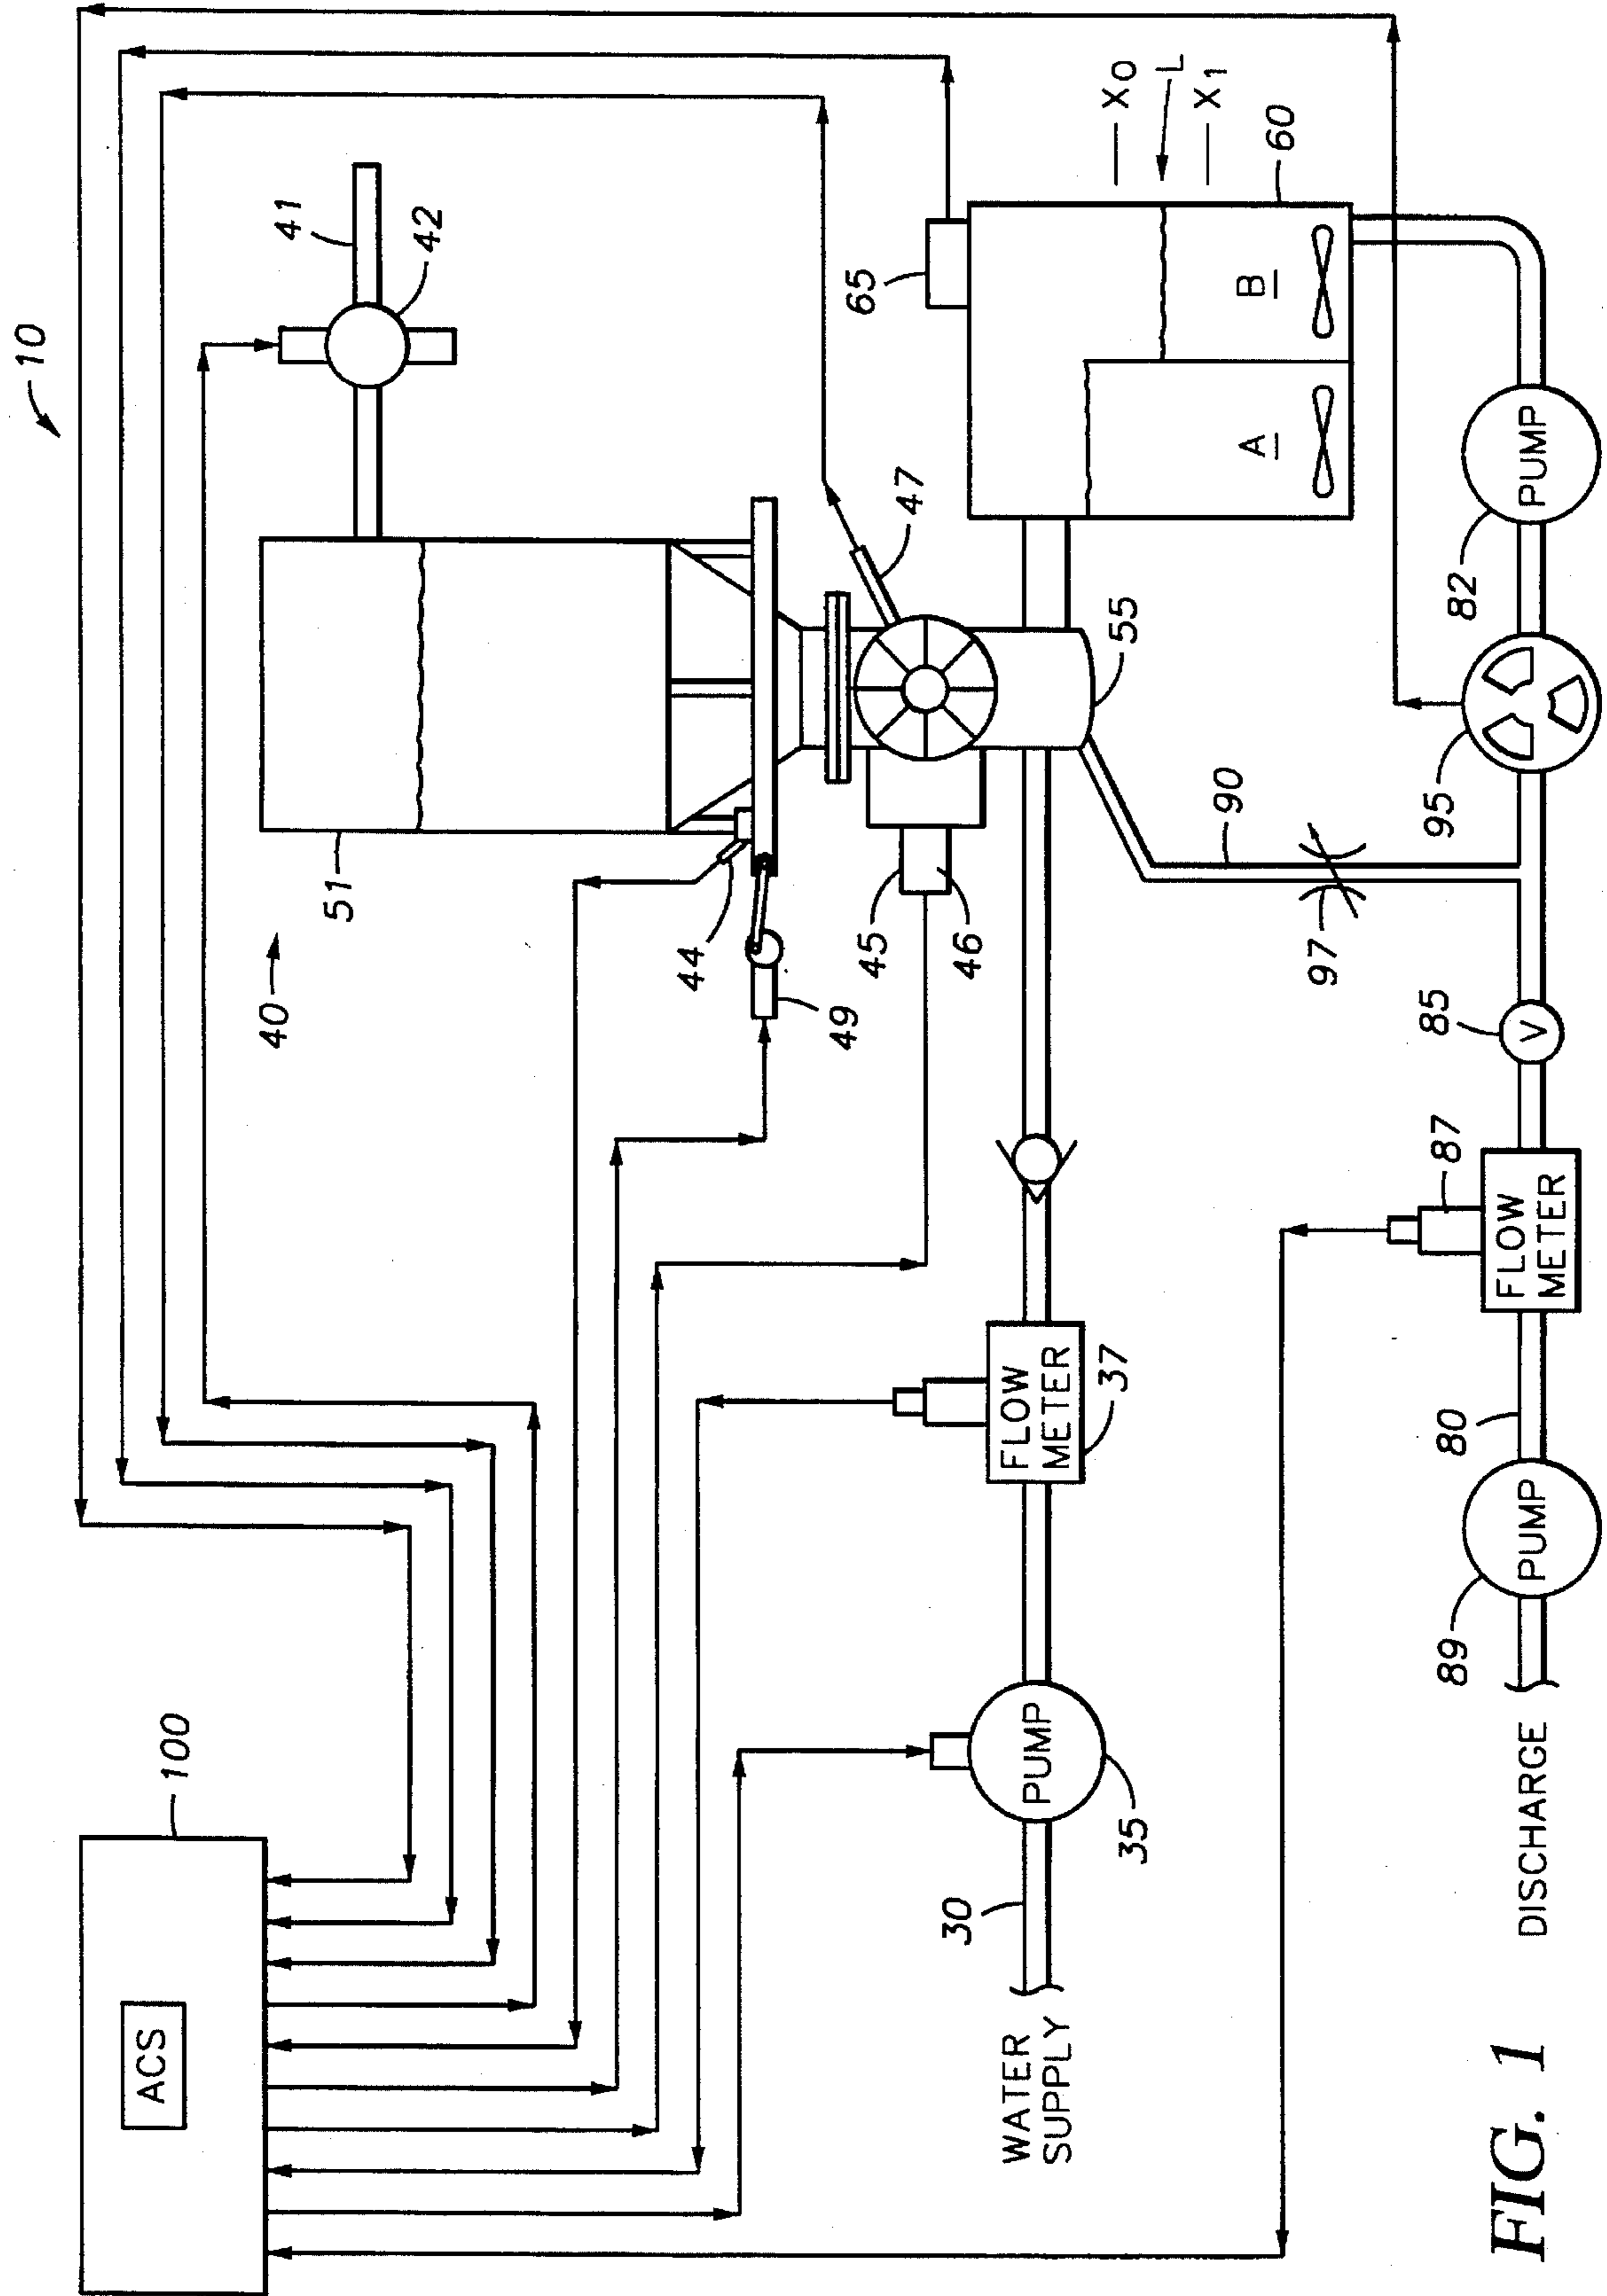 10
100
ACS
41
42
40
51
44
49
45
46
47
65
X0
L
X1
60
A
B
55
90
97
WATER
SUPPLY
30
PUMP
35
FLOW
METER
37
DISCHARGE
89
PUMP
80
FLOW
METER
87
85
V
95
82
PUMP
FIG. 1